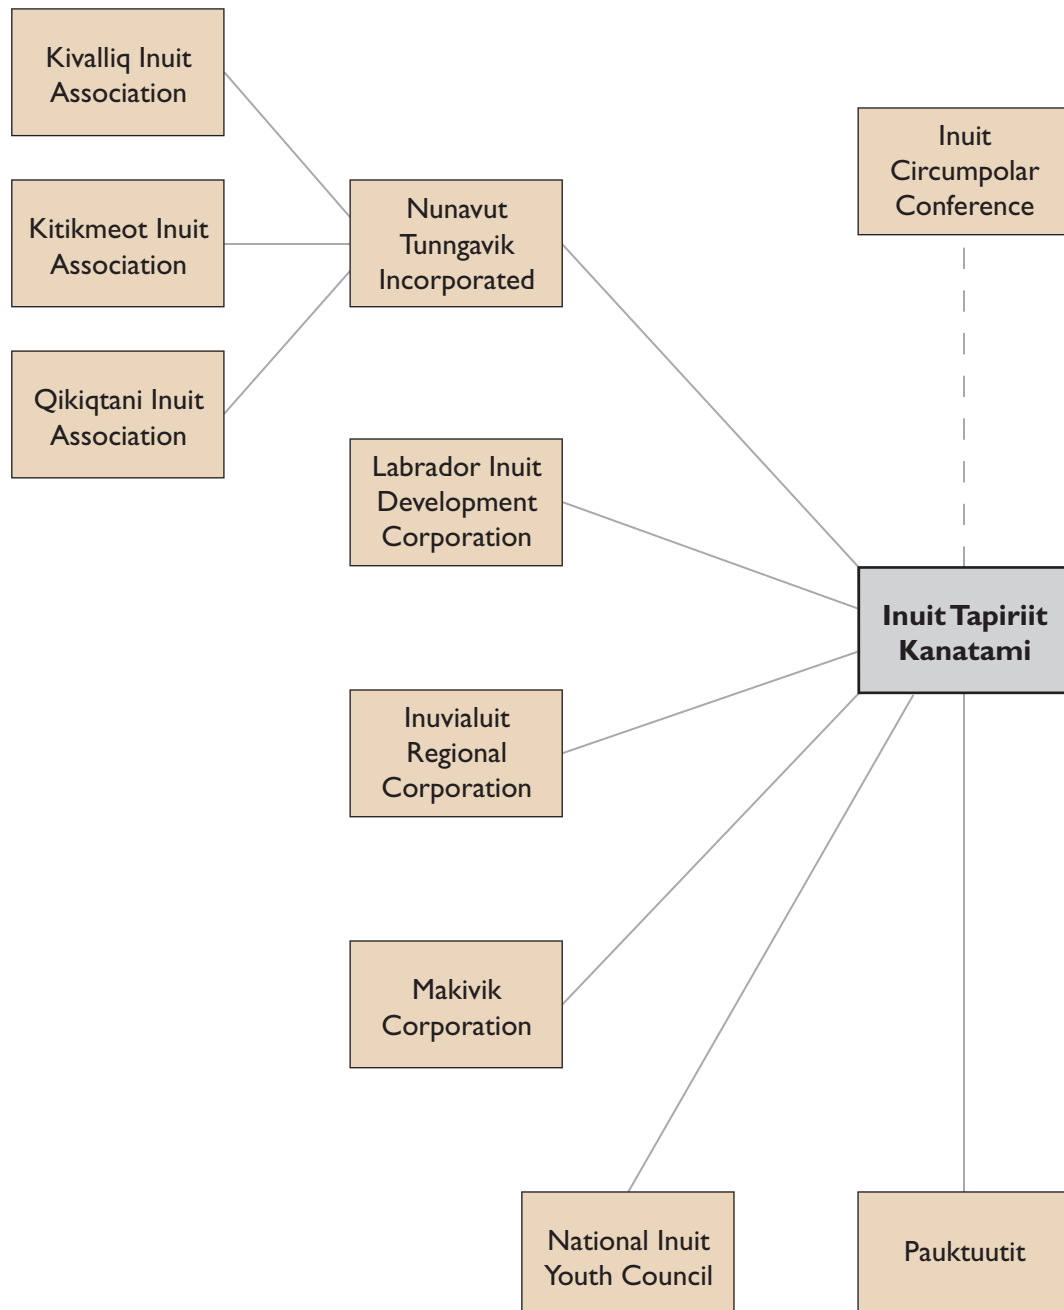 Kivalliq Inuit
Association
Inuit
Circumpolar
Conference
Kitikmeot Inuit
Association
Nunavut
Tunngavik
Incorporated
Qikiqtani Inuit
Association
Labrador Inuit
Development
Corporation
Inuit Tapiriit
Kanatami
Inuvialuit
Regional
Corporation
Makivik
Corporation
National Inuit
Youth Council
Pauktuutit